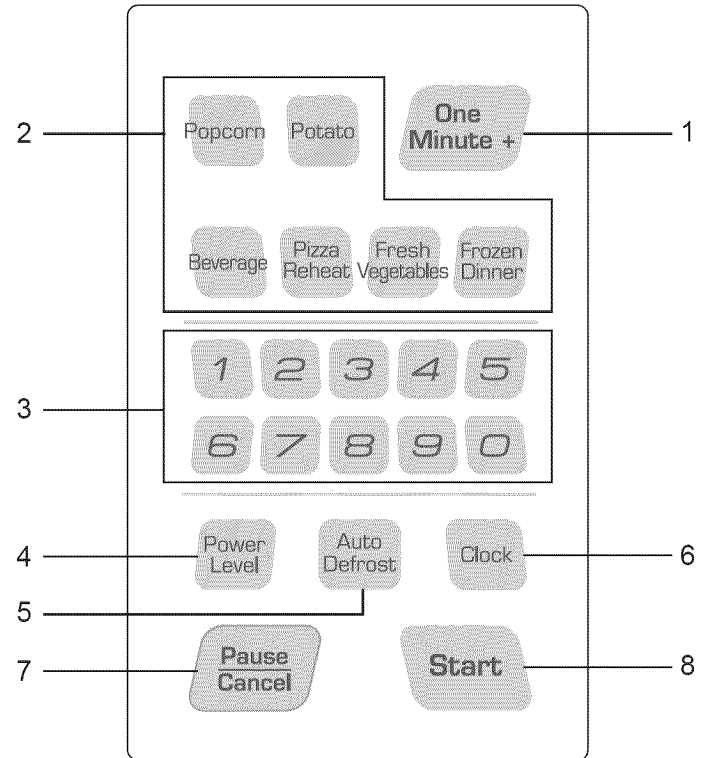 One
Minute +
1
2
Popcorn
Potato
Beverage
Pizza
Reheat
Fresh
Vegetables
Frozen
Dinner
3
1 2 3 4 5
6 7 8 9 0
4
Power
Level
Auto
Defrost
5
Clock
6
7
Pause
Cancel
Start
8